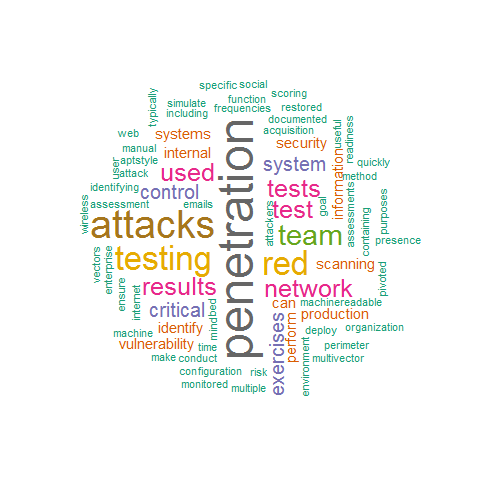 specific social
typically
simulate function scoring
including frequencies restored
documented
web systems acquisition useful
manual security readiness
user aptstyle internal system information quickly
attack used method
identifying control tests assessments
wireless assessment emails test goal containing purposes
attacks penetration attackers team presence
vectors enterprise testing red scanning
ensure results network pivoted
internet critical mindbed can machinereadable
machine identify exercises perform production
vulnerability time deploy organization
make conduct environment perimeter
configuration risk multivector
monitored multiple